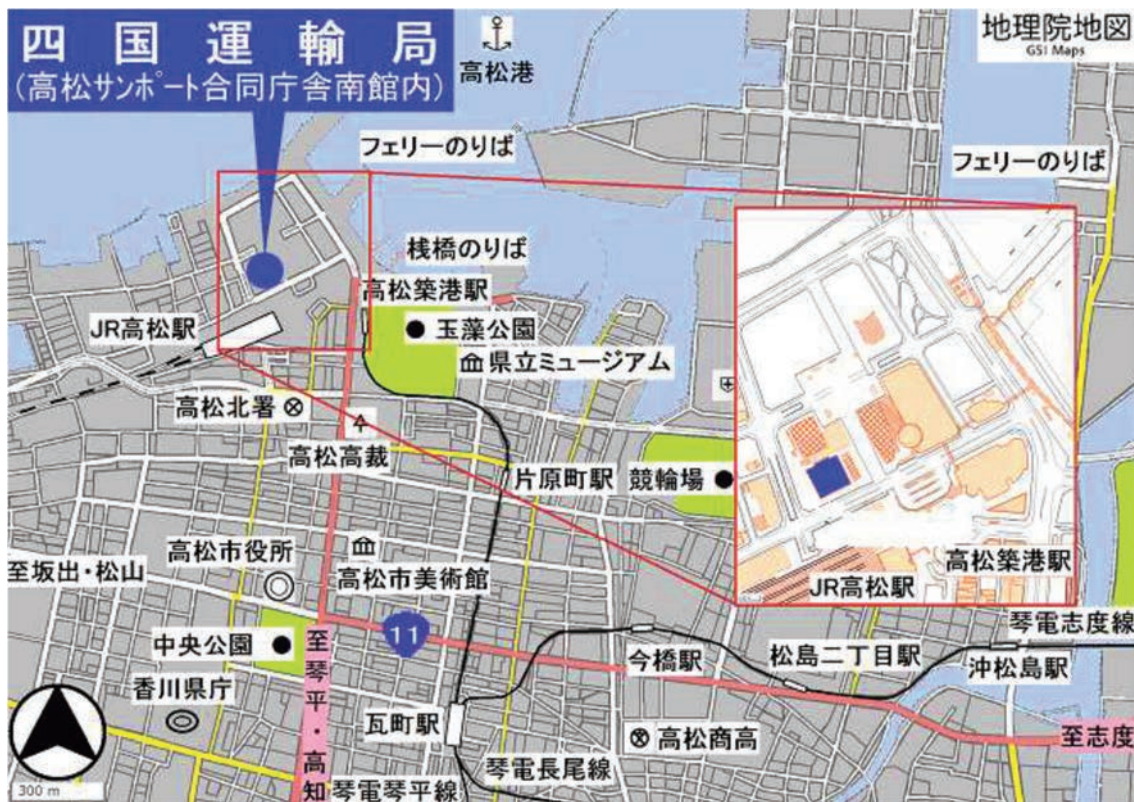 四国運輸局
(高松サンポート合同庁舎南館内)
高松港
地理院地図
GSI Maps
フェリーのりば
フェリーのりば
桟橋のりば
高松築港駅
JR高松駅
玉藻公園
県立ミュージアム
高松北署
高松高裁
片原町駅
競輪場
高松築港駅
JR高松駅
高松市役所
至坂出・松山
高松市美術館
11
中央公園
至琴平・高知
今橋駅
松島二丁目駅
琴電志度線
沖松島駅
香川県庁
瓦町駅
高松商高
至志度
琴電長尾線
琴電琴平線
300 m